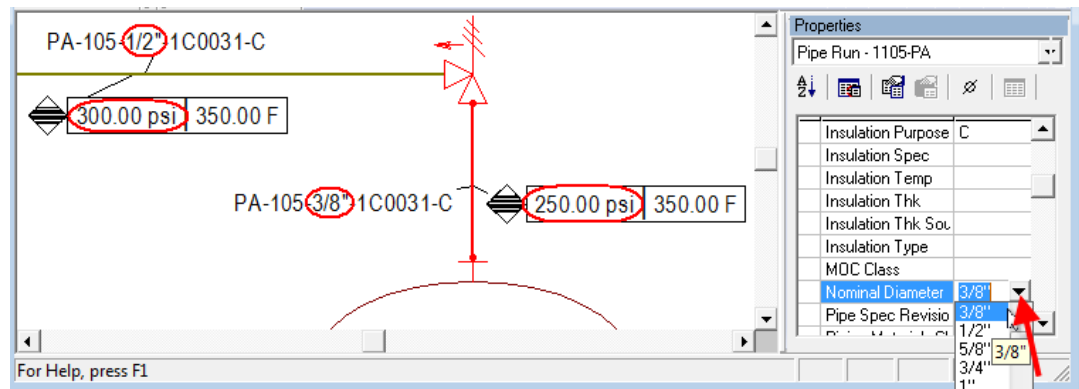 PA-105-1/2"-1C0031-C
300.00 psi 350.00 F
PA-105-3/8"-1C0031-C
250.00 psi 350.00 F
For Help, press F1
Properties
Pipe Run - 1105-PA
Insulation Purpose C
Insulation Spec
Insulation Temp
Insulation Thk
Insulation Thk Sou
Insulation Type
MOC Class
Nominal Diameter 3/8"
Pipe Spec Revisio
3/8"
1/2"
5/8"
3/8"
3/4"
1"